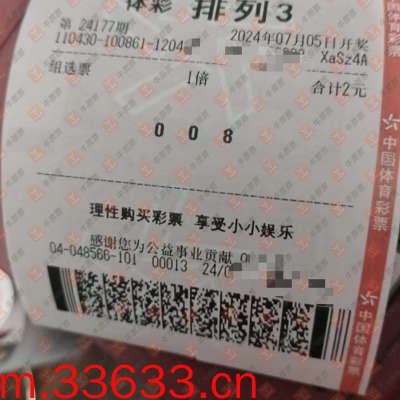 体彩 排列3
第 24177期 2024年07月05日开奖
110430-100861-1204 XaSz4A
组选票 1倍 合计2元
0 0 8
理性购买彩票 享受小小娱乐
感谢您为公益事业贡献
04-048566-101 00013 24/0
中国体育彩票
中国体育彩票
m.33633.cn